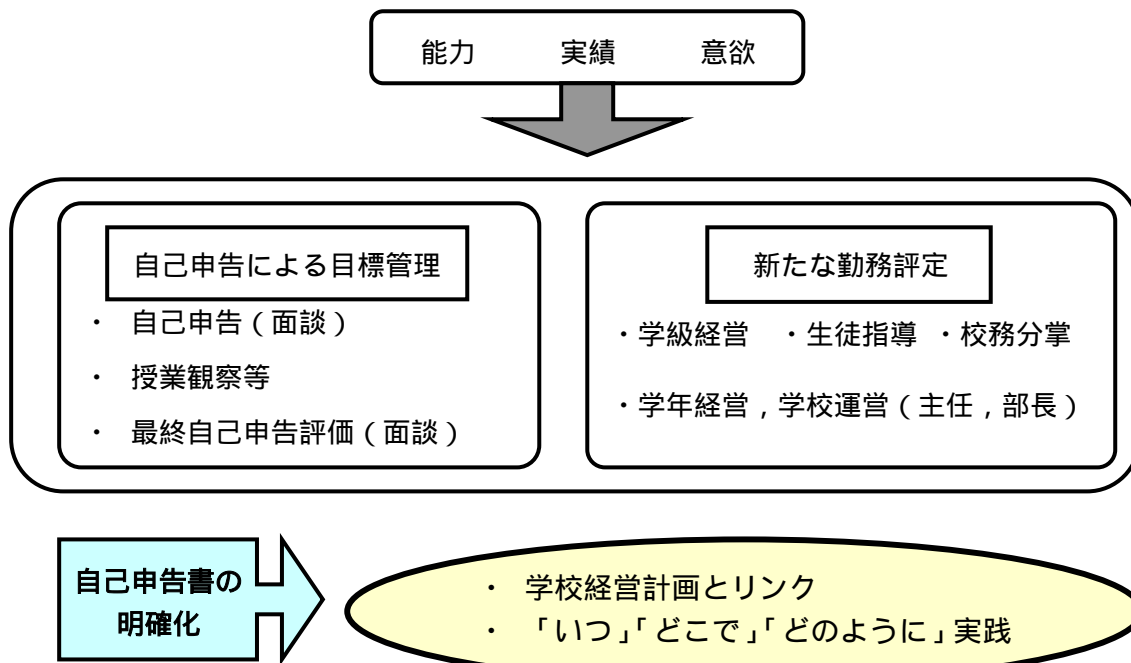 能力　　実績　　意欲
自己申告による目標管理
・ 自己申告（面談）
・ 授業観察等
・ 最終自己申告評価（面談）
新たな勤務評定
・学級経営　・生徒指導　・校務分掌
・学年経営，学校運営（主任，部長）
自己申告書の
明確化
・ 学校経営計画とリンク
・ 「いつ」「どこで」「どのように」実践